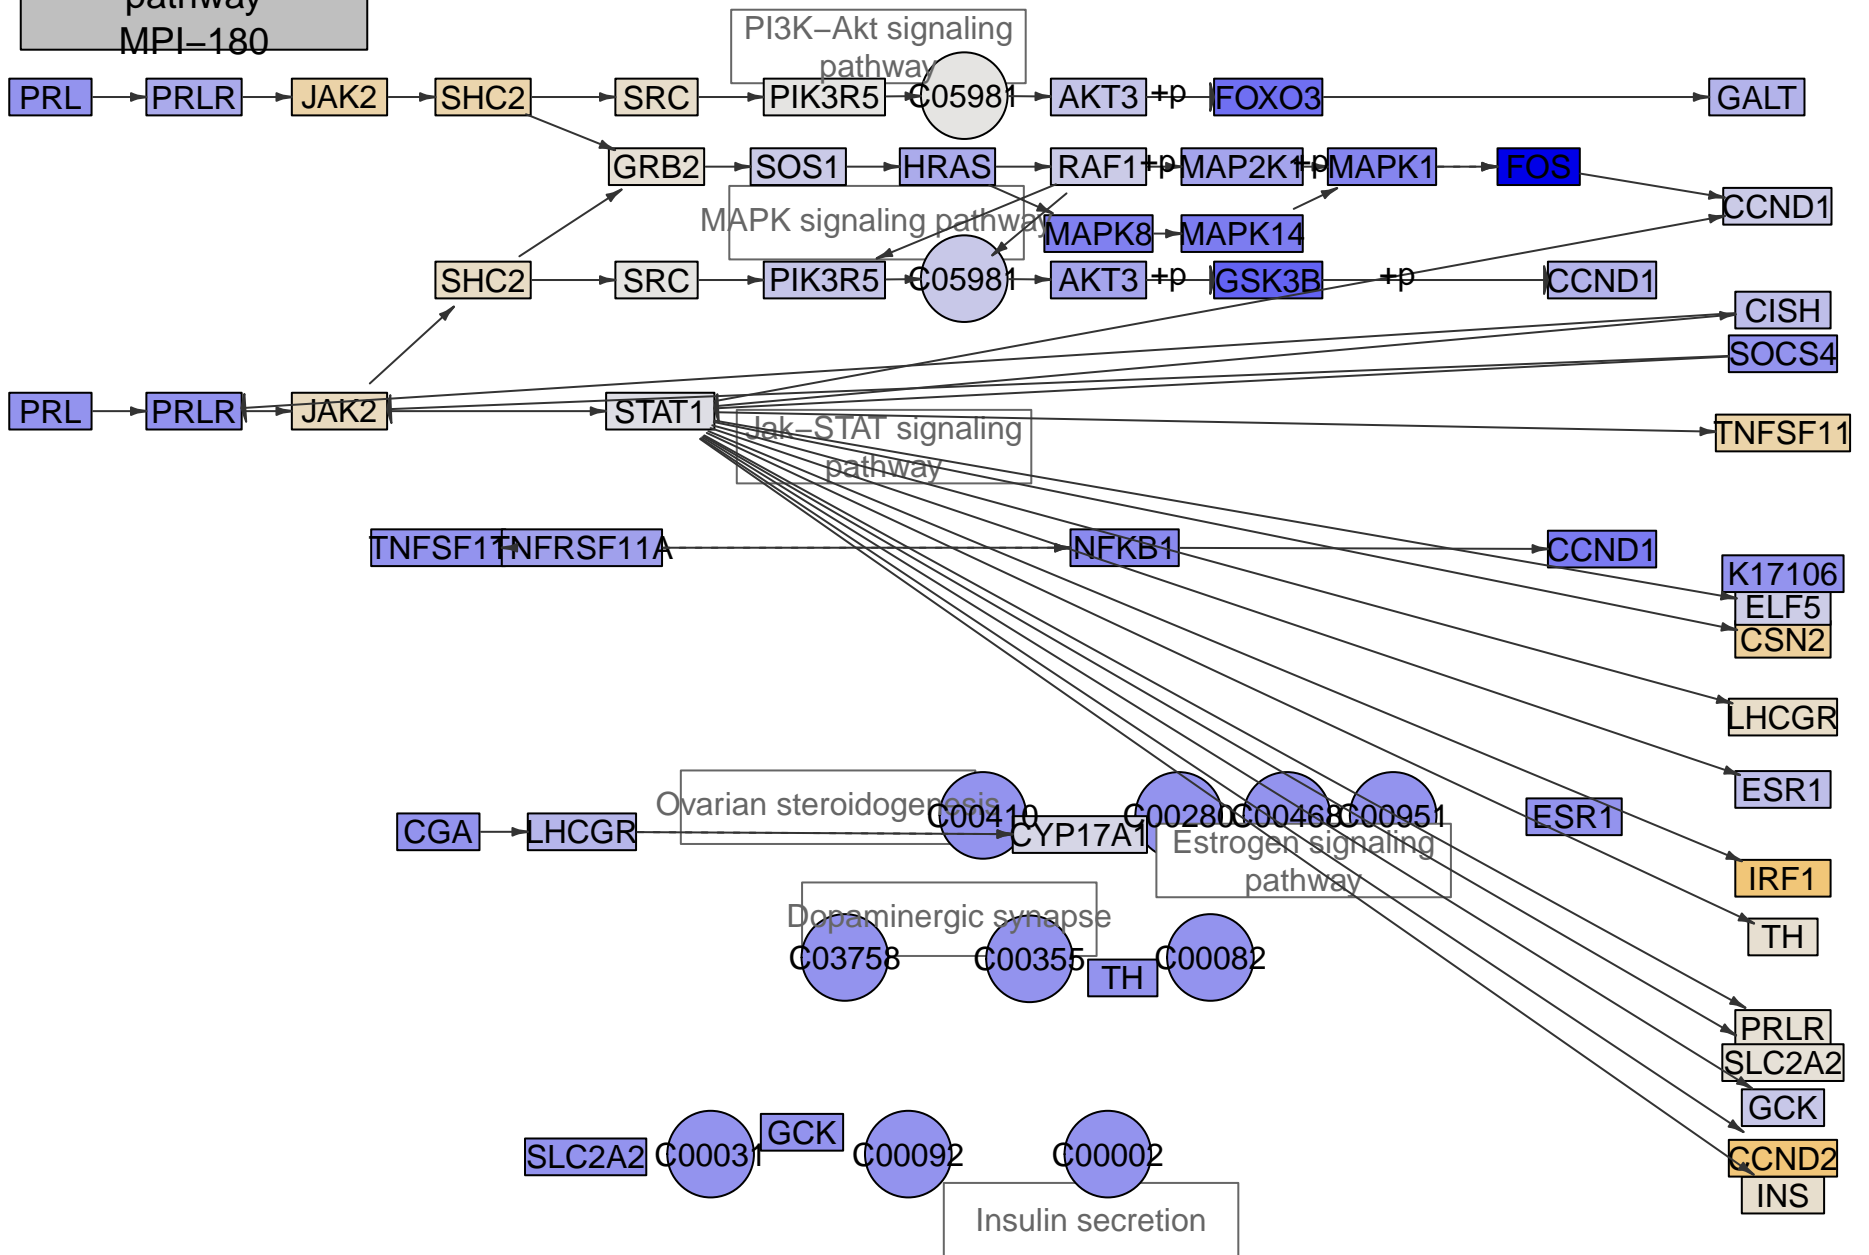 pathway
MPI−180
PI3K−Akt signaling
pathway
PRL
PRLR
JAK2
SHC2
SRC
PIK3R5
C05981
AKT3
+p
FOXO3
GALT
GRB2
SOS1
HRAS
RAF1
+p
MAP2K1
+p
MAPK1
FOS
CCND1
MAPK signaling pathway
MAPK8
MAPK14
SHC2
SRC
PIK3R5
C05981
AKT3
+p
GSK3B
+p
CCND1
CISH
SOCS4
PRL
PRLR
JAK2
STAT1
Jak−STAT signaling
pathway
TNFSF11
TNFSF11
TNFRSF11A
NFKB1
CCND1
K17106
ELF5
CSN2
LHCGR
ESR1
Ovarian steroidogenesis
CGA
LHCGR
C00410
CYP17A1
C00280
C00468
C00951
ESR1
Estrogen signaling
pathway
IRF1
Dopaminergic synapse
TH
C03758
C00355
TH
C00082
PRLR
SLC2A2
GCK
SLC2A2
C00031
GCK
C00092
C00002
CCND2
INS
Insulin secretion